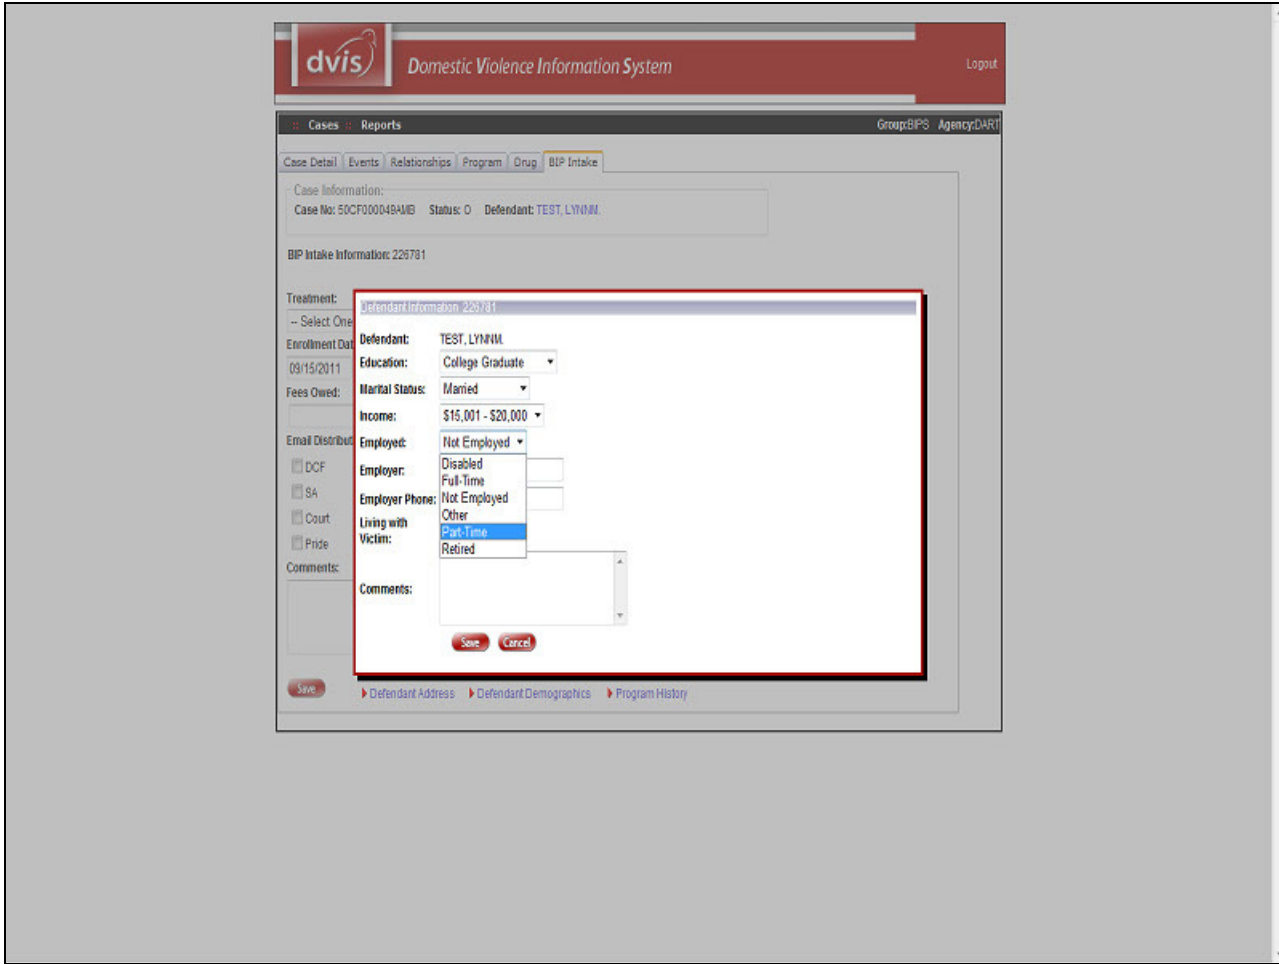 dvis
Domestic Violence Information System
Logout
:: Cases :: Reports
Group:BIPS Agency:DART
Case Detail Events Relationships Program Drug BIP Intake
Case Information:
Case No: 50CF000049AMB Status: O Defendant: TEST, LYNNM.
BIP Intake Information: 226781
Treatment:
-- Select One
Enrollment Dat
09/15/2011
Fees Owed:
Email Distribut
DCF
SA
Court
Pride
Comments:
Defendant Information 226781
Defendant: TEST, LYNNM.
Education: College Graduate
Marital Status: Married
Income: $15,001 - $20,000
Employed: Not Employed
Disabled
Full-Time
Not Employed
Other
Part-Time
Retired
Employer:
Employer Phone:
Living with
Victim:
Comments:
Save Cancel
Save
Defendant Address Defendant Demographics Program History